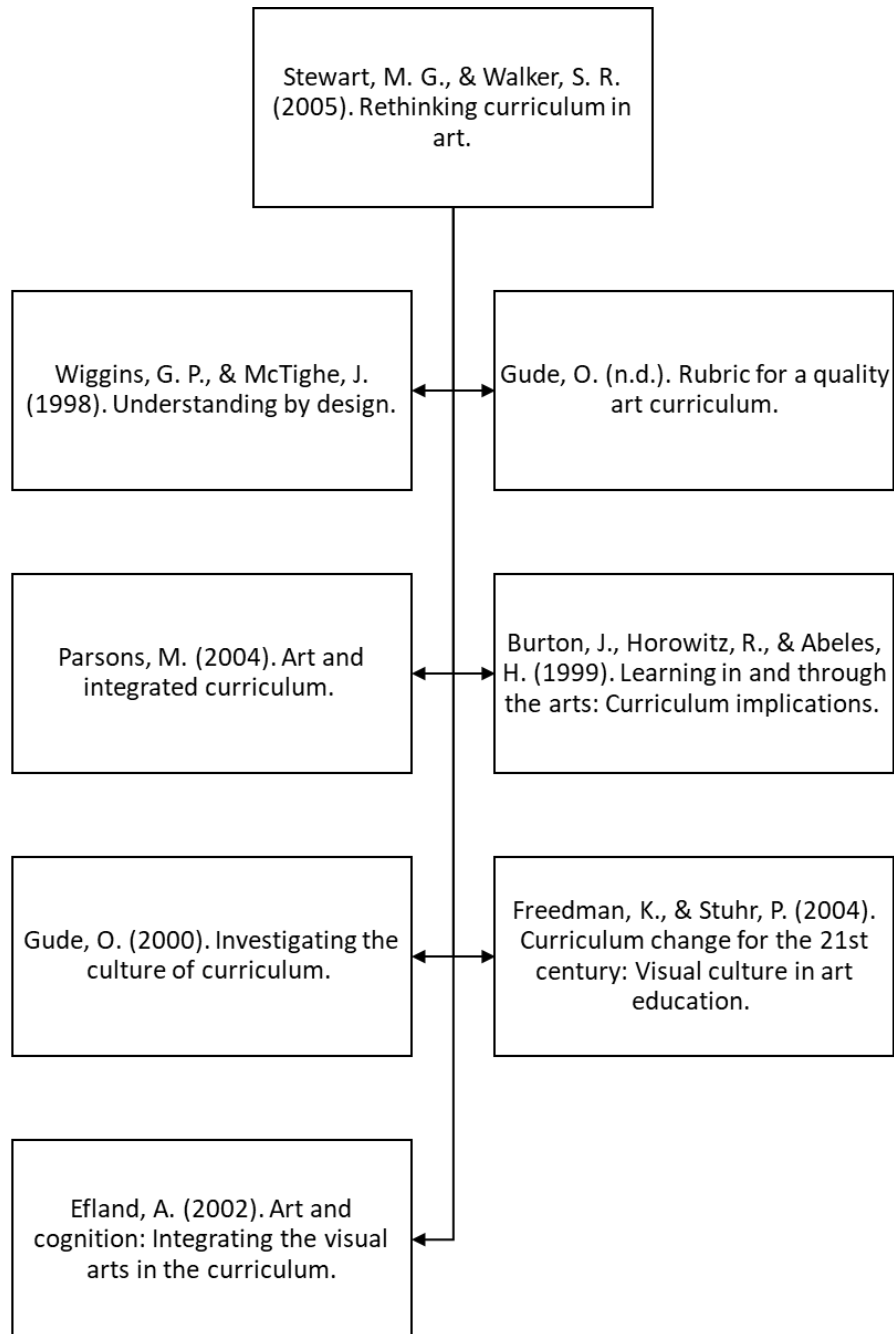 Stewart, M. G., & Walker, S. R.
(2005). Rethinking curriculum in
art.
Wiggins, G. P., & McTighe, J.
(1998). Understanding by design.
Gude, O. (n.d.). Rubric for a quality
art curriculum.
Parsons, M. (2004). Art and
integrated curriculum.
Burton, J., Horowitz, R., & Abeles,
H. (1999). Learning in and through
the arts: Curriculum implications.
Gude, O. (2000). Investigating the
culture of curriculum.
Freedman, K., & Stuhr, P. (2004).
Curriculum change for the 21st
century: Visual culture in art
education.
Efland, A. (2002). Art and
cognition: Integrating the visual
arts in the curriculum.